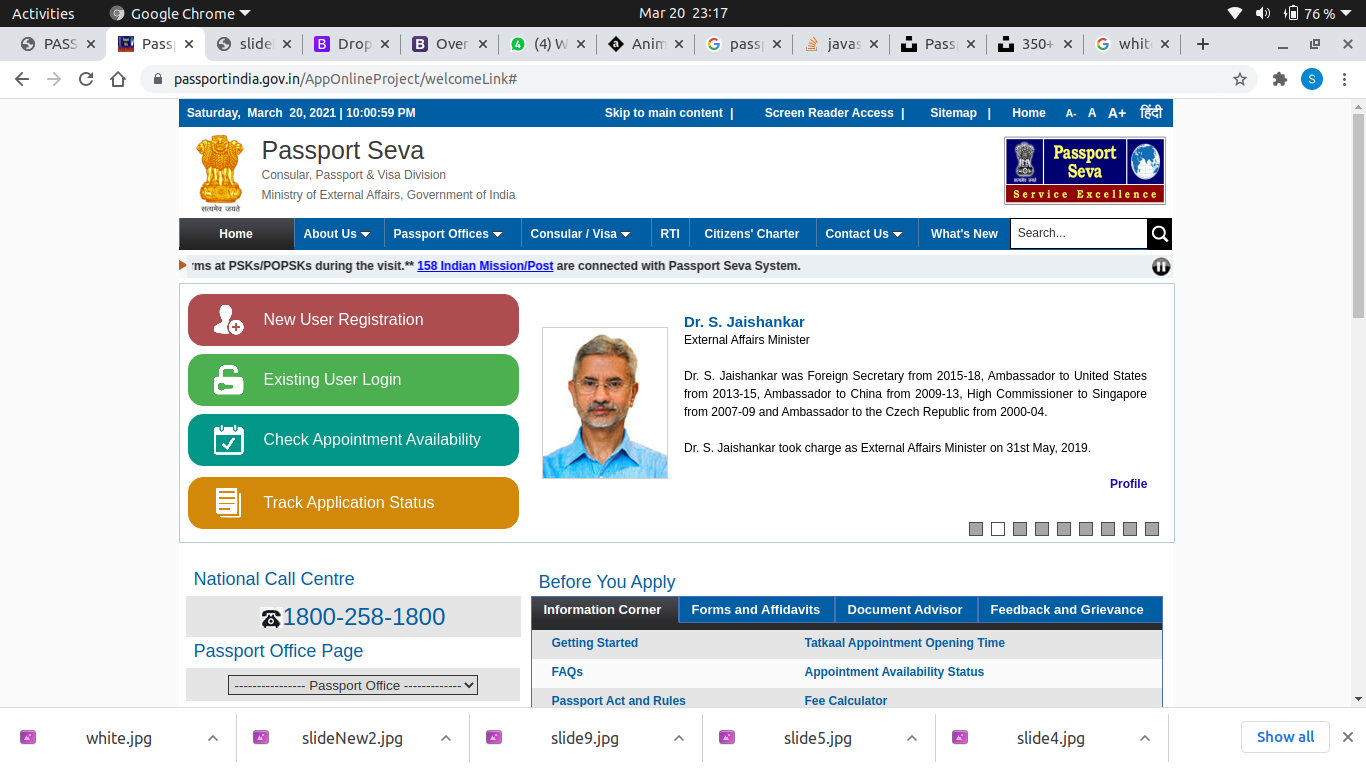 Activities Google Chrome Mar 20 23:17 76 %
PASS Passp slide Drop Over (4) W Anim passp javas Passp 350+ whit
passportindia.gov.in/AppOnlineProject/welcomeLink# S
Saturday, March 20, 2021 | 10:00:59 PM Skip to main content | Screen Reader Access | Sitemap | Home A- A A+ हिंदी
Passport Seva
Consular, Passport & Visa Division
Ministry of External Affairs, Government of India
सत्यमेव जयते
Passport
Seva
Service Excellence
Home About Us Passport Offices Consular / Visa RTI Citizens' Charter Contact Us What's New Search...
rms at PSKs/POPSKs during the visit.** 158 Indian Mission/Post are connected with Passport Seva System.
New User Registration
Existing User Login
Check Appointment Availability
Track Application Status
Dr. S. Jaishankar
External Affairs Minister
Dr. S. Jaishankar was Foreign Secretary from 2015-18, Ambassador to United States
from 2013-15, Ambassador to China from 2009-13, High Commissioner to Singapore
from 2007-09 and Ambassador to the Czech Republic from 2000-04.
Dr. S. Jaishankar took charge as External Affairs Minister on 31st May, 2019.
Profile
National Call Centre
1800-258-1800
Passport Office Page
---------------- Passport Office -------------
Before You Apply
Information Corner Forms and Affidavits Document Advisor Feedback and Grievance
Getting Started Tatkaal Appointment Opening Time
FAQs Appointment Availability Status
Passport Act and Rules Fee Calculator
white.jpg slideNew2.jpg slide9.jpg slide5.jpg slide4.jpg Show all